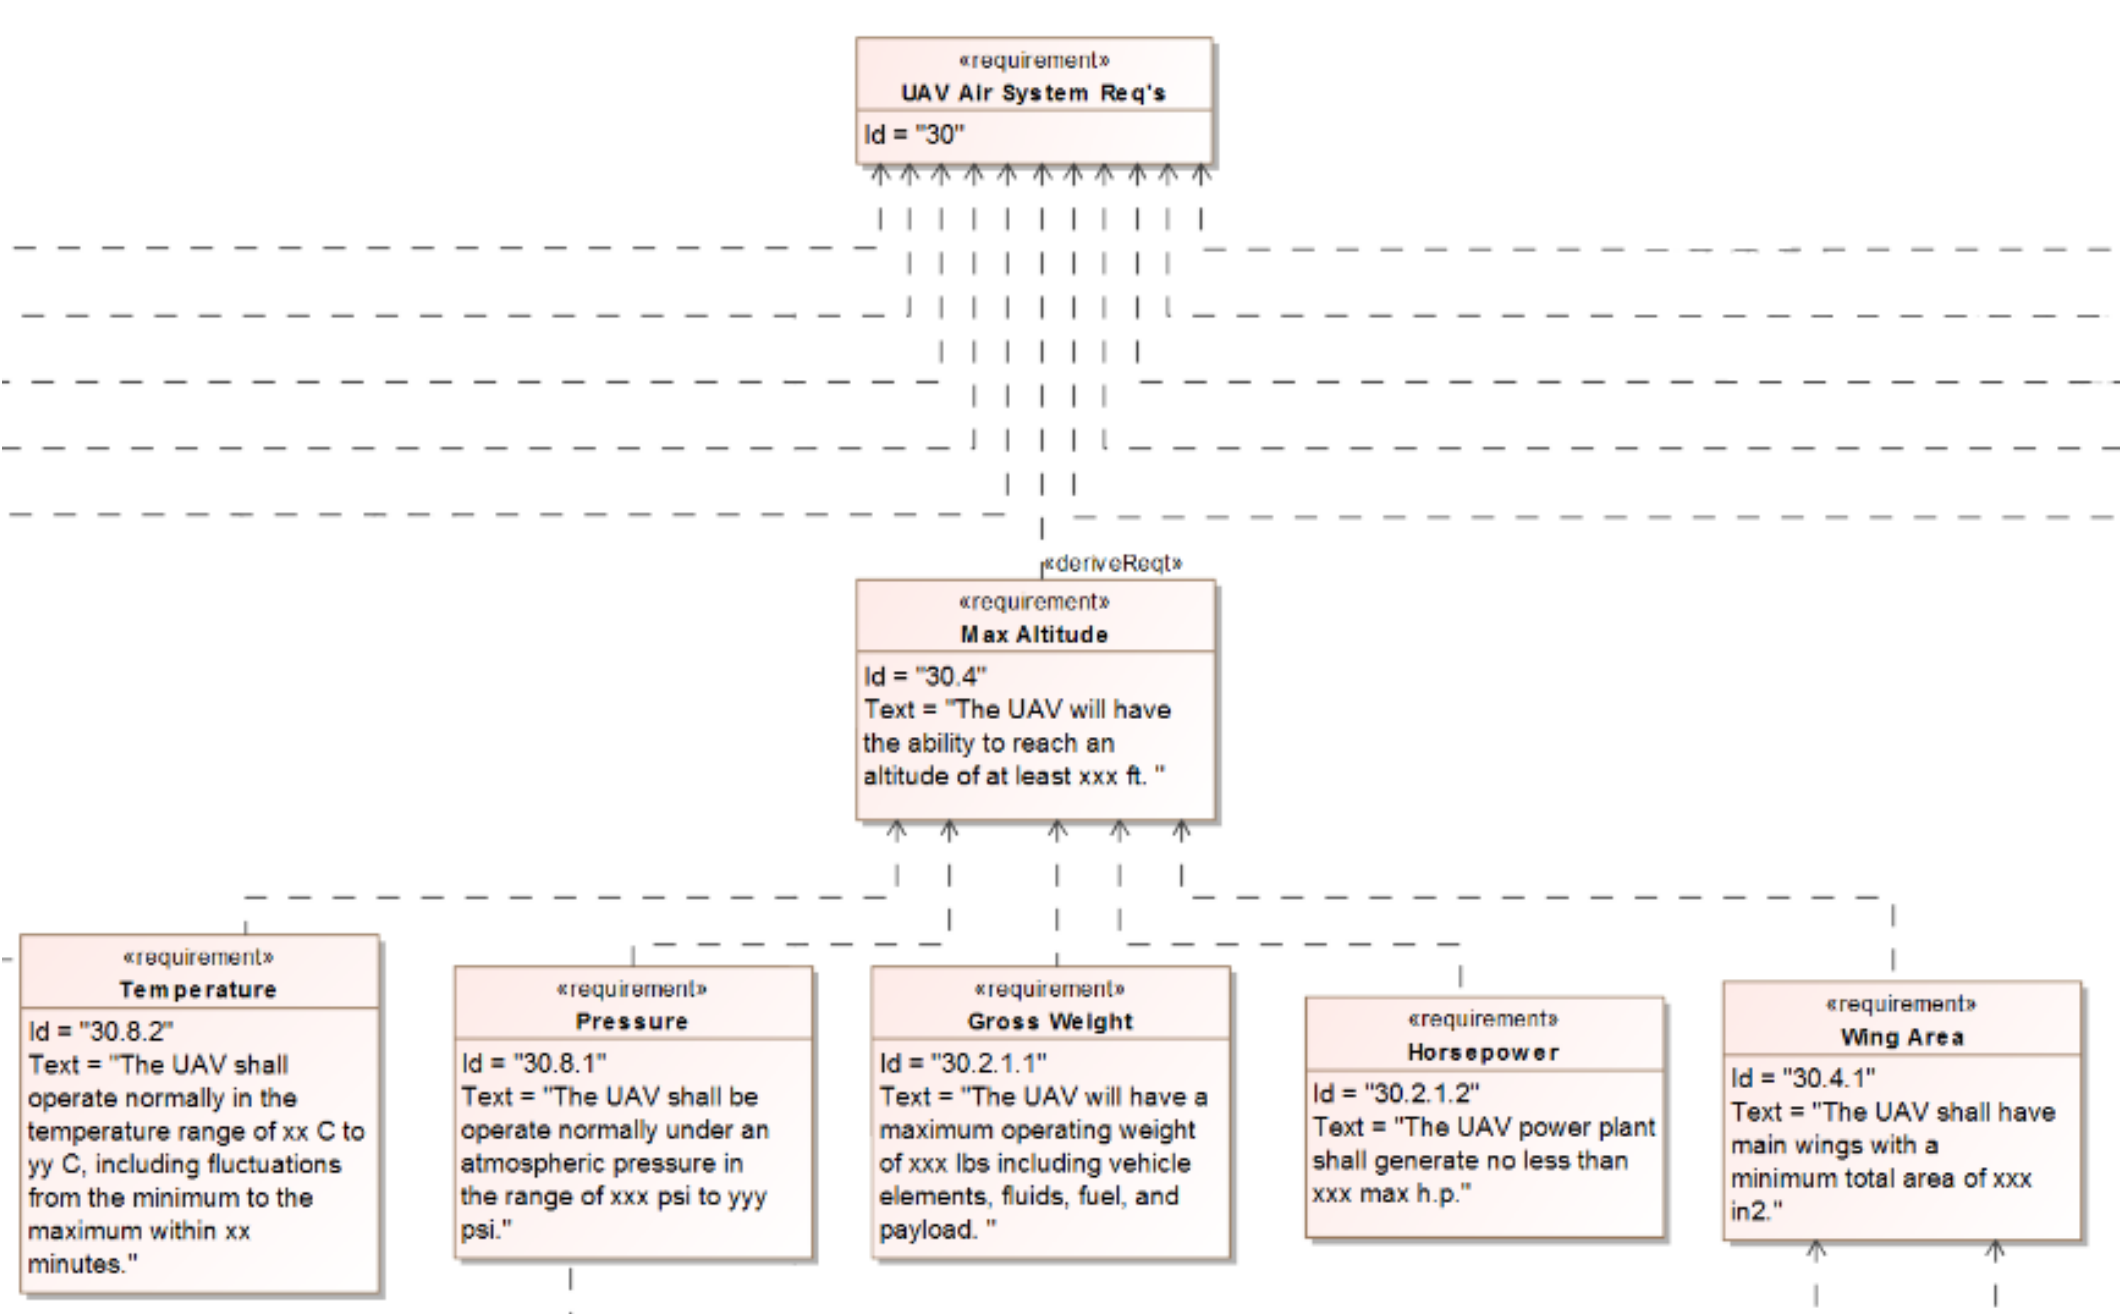 «requirement»
UAV Air System Req's
Id = "30"
«deriveReqt»
«requirement»
Max Altitude
Id = "30.4"
Text = "The UAV will have
the ability to reach an
altitude of at least xxx ft. "
«requirement»
Temperature
Id = "30.8.2"
Text = "The UAV shall
operate normally in the
temperature range of xx C to
yy C, including fluctuations
from the minimum to the
maximum within xx
minutes."
«requirement»
Pressure
Id = "30.8.1"
Text = "The UAV shall be
operate normally under an
atmospheric pressure in
the range of xxx psi to yyy
psi."
«requirement»
Gross Weight
Id = "30.2.1.1"
Text = "The UAV will have a
maximum operating weight
of xxx lbs including vehicle
elements, fluids, fuel, and
payload. "
«requirement»
Horsepower
Id = "30.2.1.2"
Text = "The UAV power plant
shall generate no less than
xxx max h.p."
«requirement»
Wing Area
Id = "30.4.1"
Text = "The UAV shall have
main wings with a
minimum total area of xxx
in2."